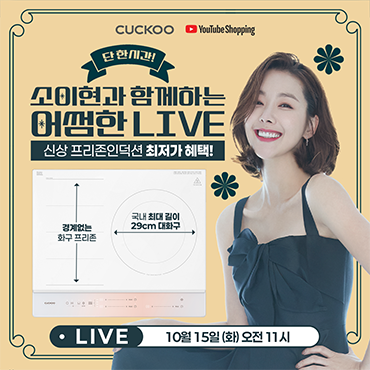 CUCKOO YouTube Shopping
단 한시간!
소이현과 함께하는
어썸한 LIVE
신상 프리존인덕션 최저가 혜택!
경계없는
화구 프리존
국내 최대 길이
29cm 대화구
LIVE 10월 15일 (화) 오전 11시